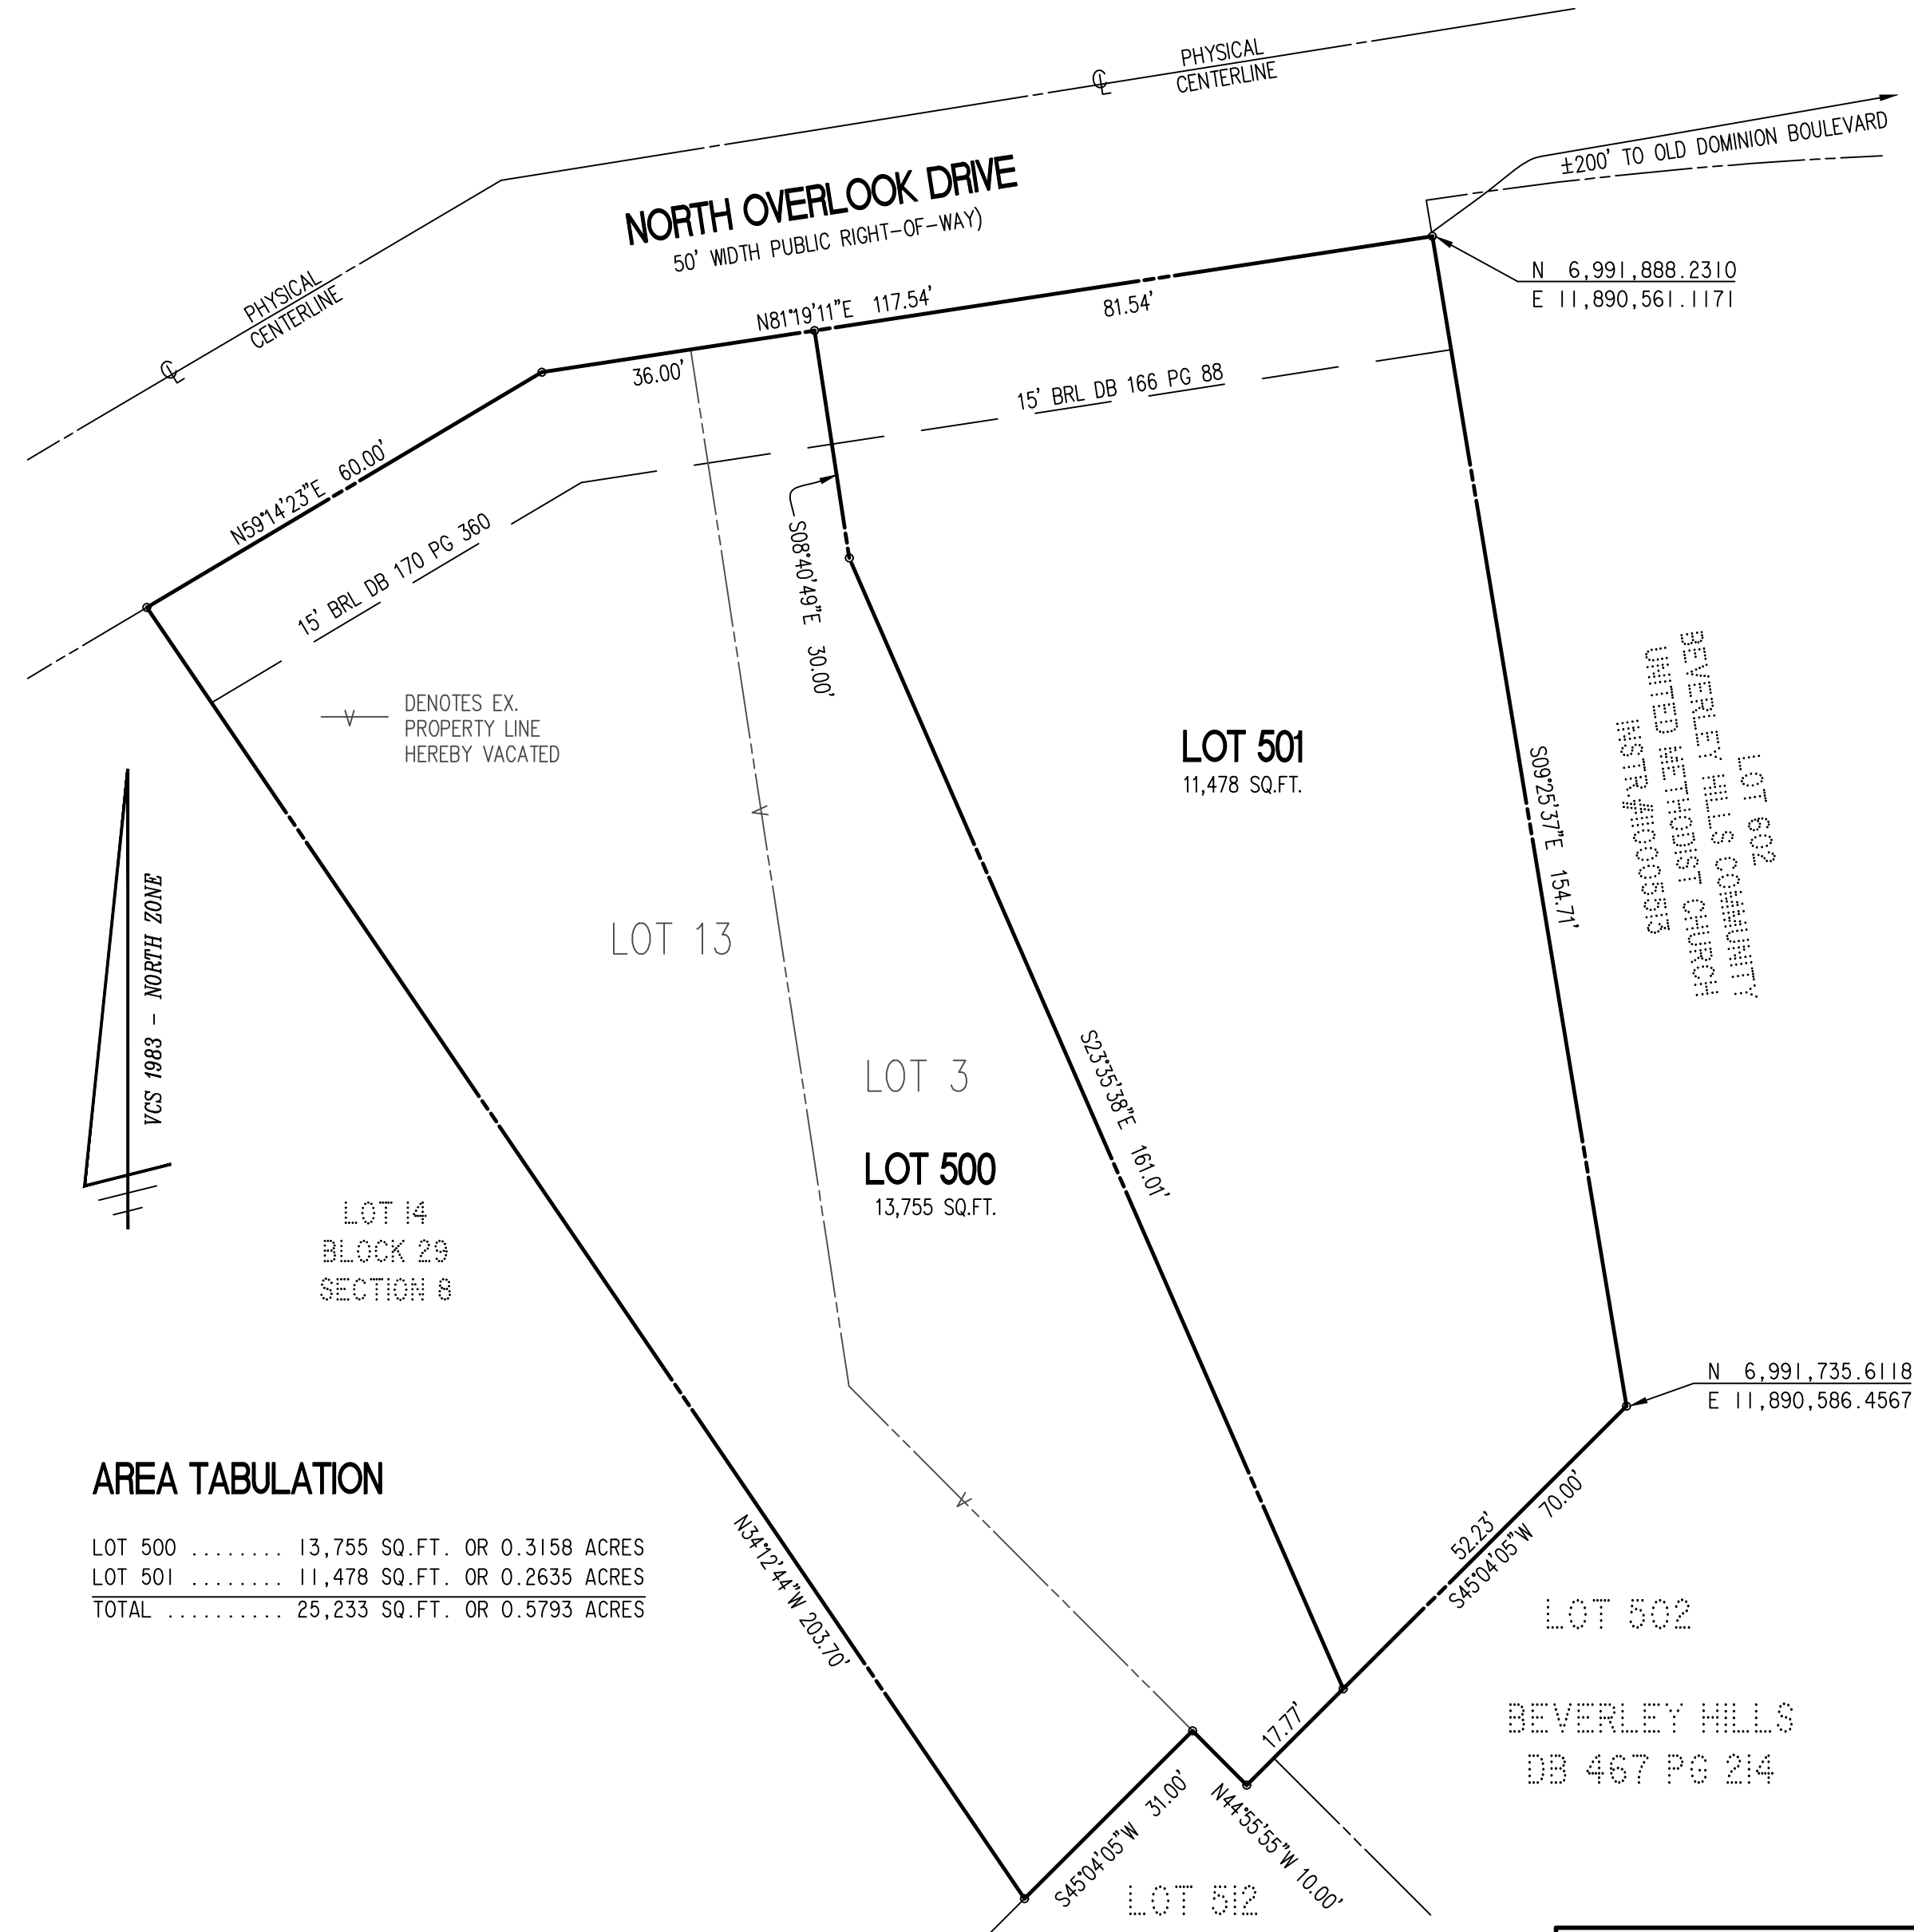 PHYSICAL
CENTERLINE
±200' TO OLD DOMINION BOULEVARD
NORTH OVERLOOK DRIVE
50' WIDTH PUBLIC RIGHT-OF-WAY)
PHYSICAL
CENTERLINE
N 6,991,888.2310
E 11,890,561.1171
N81°19'11"E 117.54'
81.54'
36.00'
15' BRL DB 166 PG 88
N59°14'23"E 60.00'
15' BRL DB 170 PG 360
S08°40'49"E 30.00'
DENOTES EX.
PROPERTY LINE
HEREBY VACATED
LOT 501
11,478 SQ.FT.
S09°25'37"E 154.71'
LOT 602
BEVERLEY HILLS COMMUNITY
UNITED METHODIST CHURCH
INSTR.#110005513
VCS 1983 - NORTH ZONE
LOT 13
LOT 3
S23°35'38"E 161.01'
LOT 500
13,755 SQ.FT.
LOT 14
BLOCK 29
SECTION 8
N 6,991,735.6118
E 11,890,586.4567
AREA TABULATION
LOT 500 ........ 13,755 SQ.FT. OR 0.3158 ACRES
LOT 501 ........ 11,478 SQ.FT. OR 0.2635 ACRES
TOTAL .......... 25,233 SQ.FT. OR 0.5793 ACRES
N34°12'44"W 203.70'
52.23'
S45°04'05"W 70.00'
LOT 502
BEVERLEY HILLS
DB 467 PG 214
17.77'
S45°04'05"W 31.00'
N44°55'55"W 10.00'
LOT 512